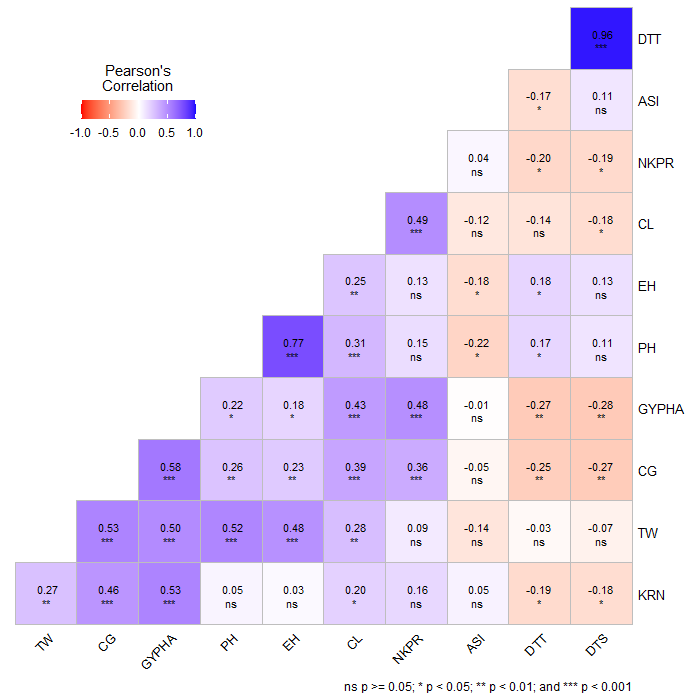 0.96
***
DTT
Pearson's
Correlation
-1.0 -0.5 0.0 0.5 1.0
-0.17 0.11
* ns
ASI
0.04 -0.20 -0.19
ns * *
NKPR
0.49 -0.12 -0.14 -0.18
*** ns ns *
CL
0.25 0.13 -0.18 0.18 0.13
** ns * * ns
EH
0.77 0.31 0.15 -0.22 0.17 0.11
*** *** ns * * ns
PH
0.22 0.18 0.43 0.48 -0.01 -0.27 -0.28
* * *** *** ns ** **
GYPHA
0.58 0.26 0.23 0.39 0.36 -0.05 -0.25 -0.27
*** ** ** *** *** ns ** **
CG
0.53 0.50 0.52 0.48 0.28 0.09 -0.14 -0.03 -0.07
*** *** *** *** ** ns ns ns ns
TW
0.27 0.46 0.53 0.05 0.03 0.20 0.16 0.05 -0.19 -0.18
** *** *** ns ns * ns ns * *
KRN
TW CG GYPHA PH EH CL NKPR ASI DTT DTS
ns p >= 0.05; * p < 0.05; ** p < 0.01; and *** p < 0.001